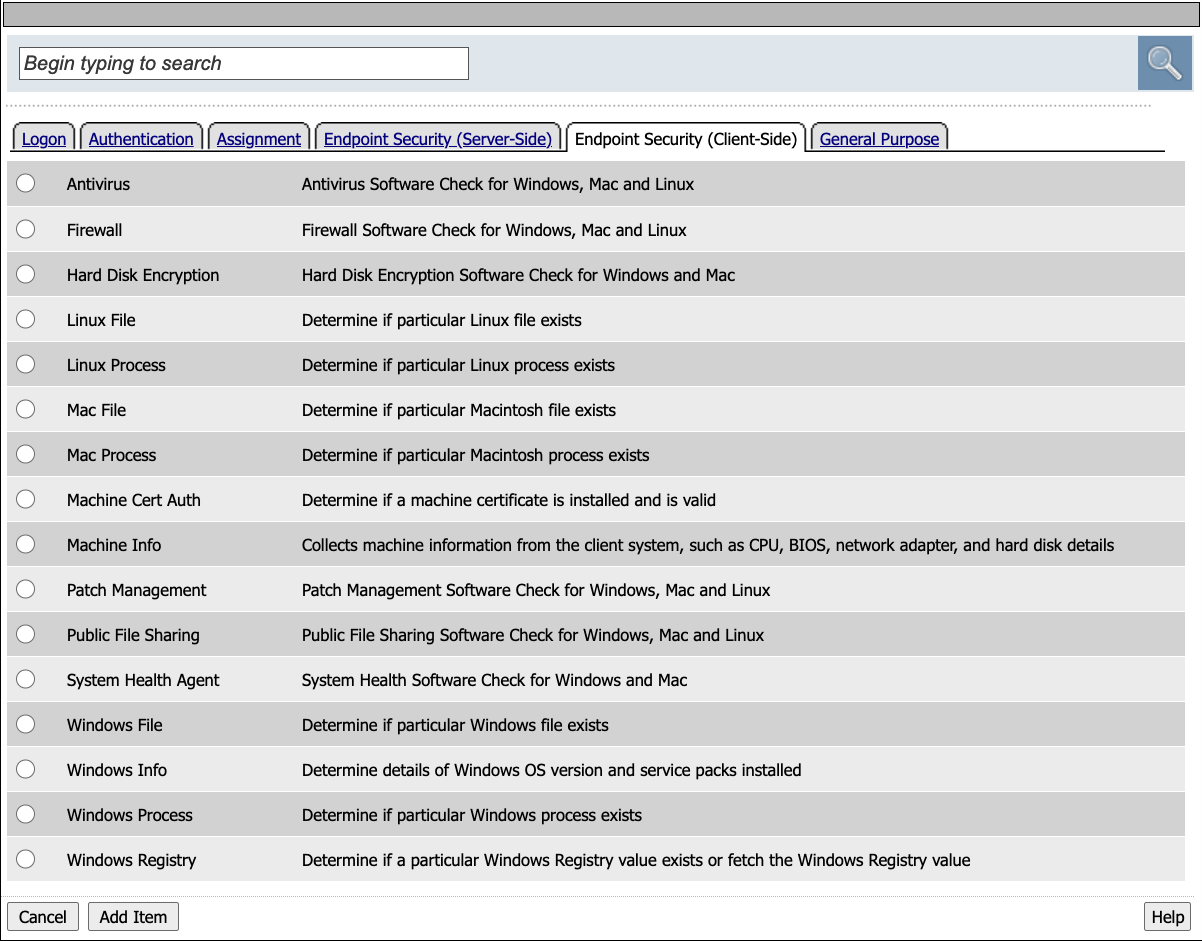 Begin typing to search
Logon Authentication Assignment Endpoint Security (Server-Side) Endpoint Security (Client-Side) General Purpose
Antivirus Antivirus Software Check for Windows, Mac and Linux
Firewall Firewall Software Check for Windows, Mac and Linux
Hard Disk Encryption Hard Disk Encryption Software Check for Windows and Mac
Linux File Determine if particular Linux file exists
Linux Process Determine if particular Linux process exists
Mac File Determine if particular Macintosh file exists
Mac Process Determine if particular Macintosh process exists
Machine Cert Auth Determine if a machine certificate is installed and is valid
Machine Info Collects machine information from the client system, such as CPU, BIOS, network adapter, and hard disk details
Patch Management Patch Management Software Check for Windows, Mac and Linux
Public File Sharing Public File Sharing Software Check for Windows, Mac and Linux
System Health Agent System Health Software Check for Windows and Mac
Windows File Determine if particular Windows file exists
Windows Info Determine details of Windows OS version and service packs installed
Windows Process Determine if particular Windows process exists
Windows Registry Determine if a particular Windows Registry value exists or fetch the Windows Registry value
Cancel Add Item Help